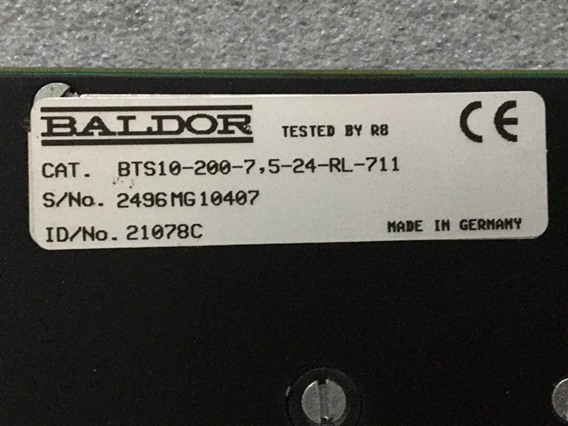 BALDOR TESTED BY R8 CE
CAT. BTS10-200-7,5-24-RL-711
S/No. 2496MG10407
ID/No. 21078C MADE IN GERMANY